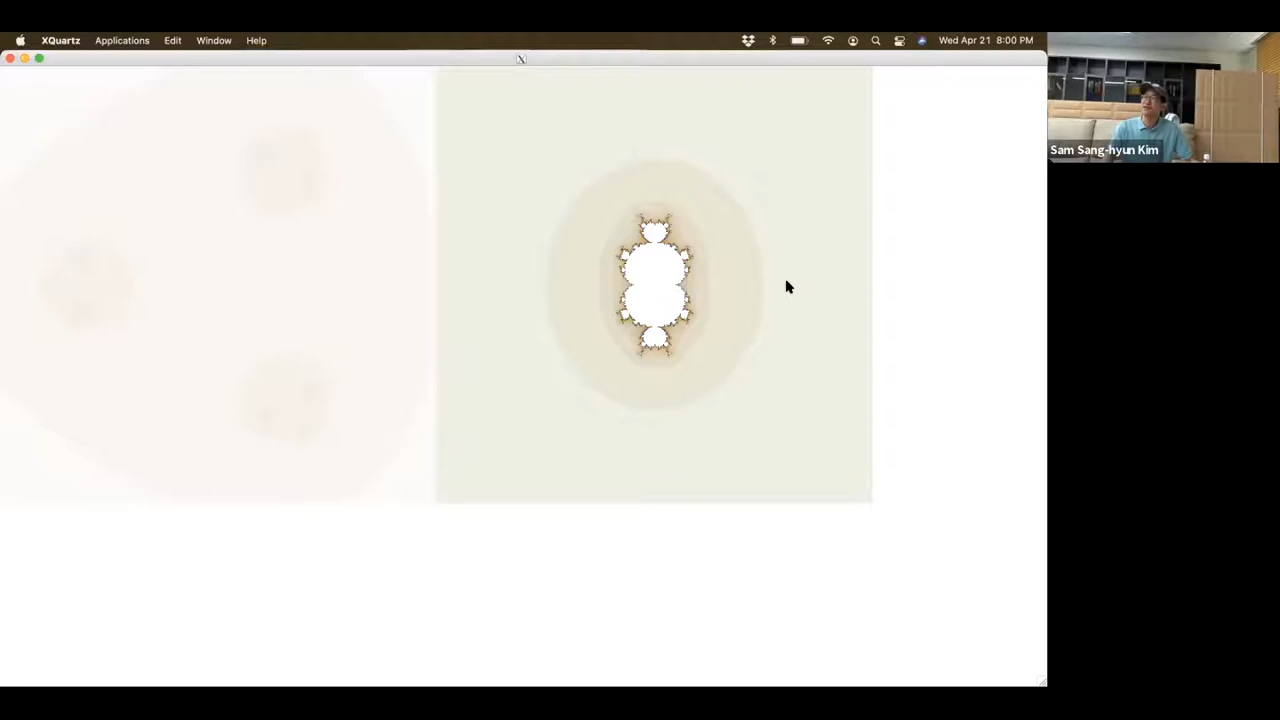 XQuartz Applications Edit Window Help Wed Apr 21 8:00 PM
X
Sam Sang-hyun Kim